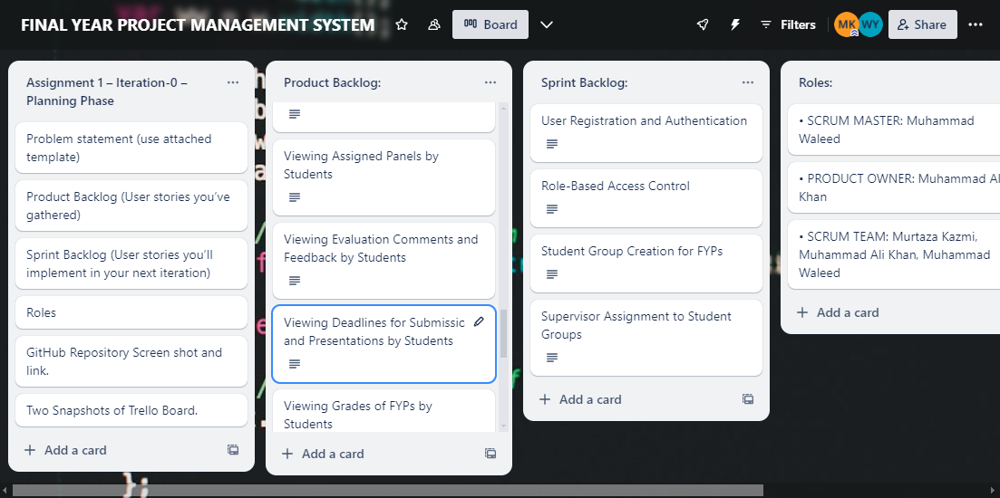 FINAL YEAR PROJECT MANAGEMENT SYSTEM
Board
Filters
MK
WY
Share
Assignment 1 – Iteration-0 –
Planning Phase
Problem statement (use attached
template)
Product Backlog (User stories you’ve
gathered)
Sprint Backlog (User stories you’ll
implement in your next iteration)
Roles
GitHub Repository Screen shot and
link.
Two Snapshots of Trello Board.
Add a card
Product Backlog:
Viewing Assigned Panels by
Students
Viewing Evaluation Comments and
Feedback by Students
Viewing Deadlines for Submissic
and Presentations by Students
Viewing Grades of FYPs by
Students
Add a card
Sprint Backlog:
User Registration and Authentication
Role-Based Access Control
Student Group Creation for FYPs
Supervisor Assignment to Student
Groups
Add a card
Roles:
• SCRUM MASTER: Muhammad
Waleed
• PRODUCT OWNER: Muhammad Al
Khan
• SCRUM TEAM: Murtaza Kazmi,
Muhammad Ali Khan, Muhammad
Waleed
Add a card
};